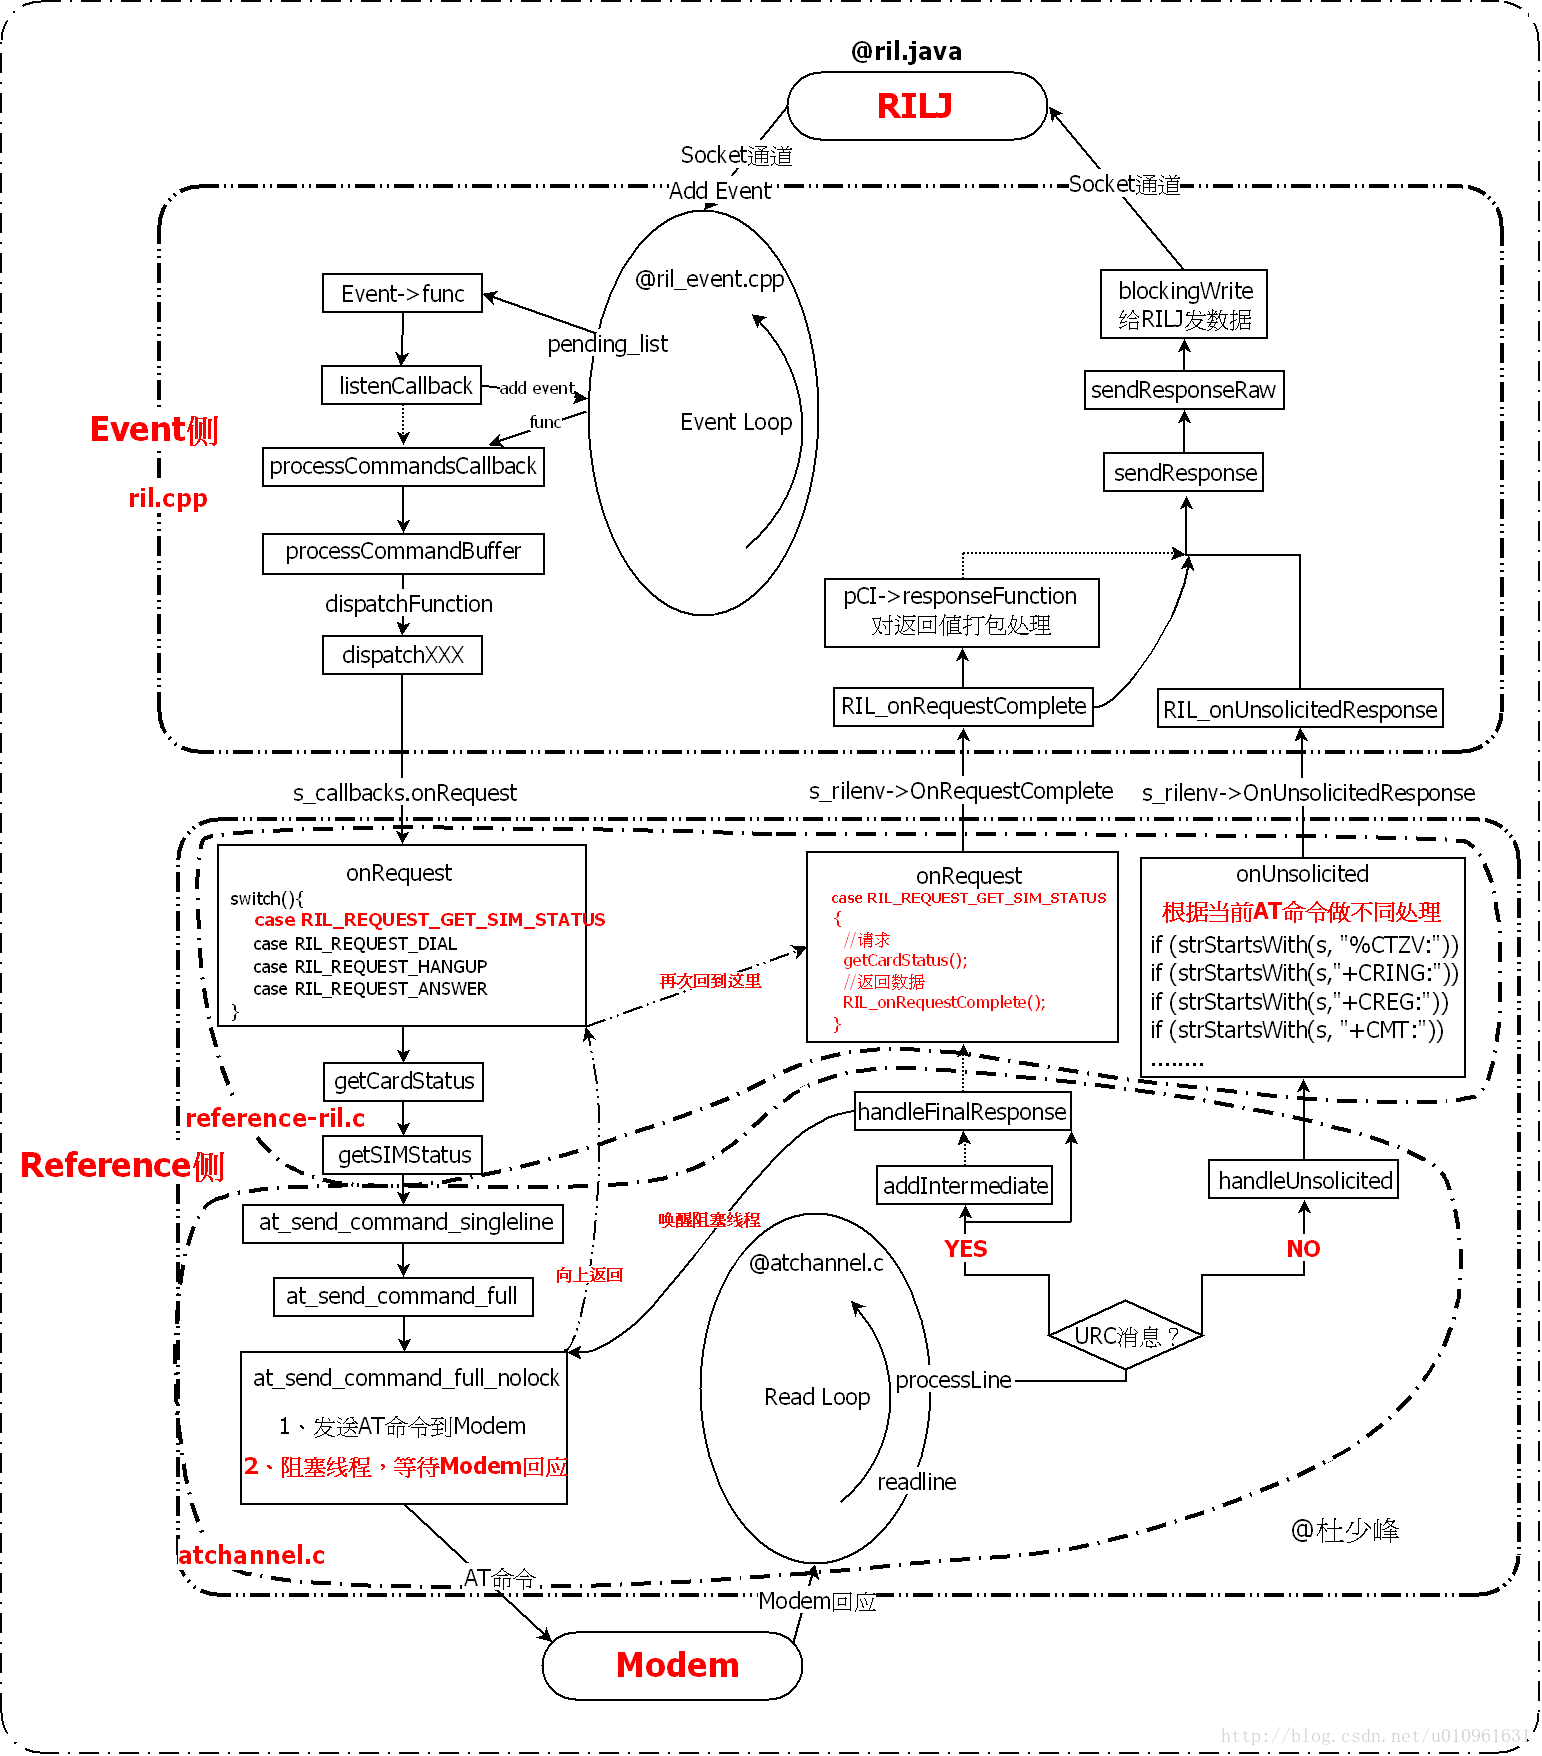 @ril.java
RILJ
Socket通道
Add Event
Socket通道
@ril_event.cpp
Event->func
pending_list
listenCallback
add event
func
Event Loop
Event侧
ril.cpp
processCommandsCallback
processCommandBuffer
dispatchFunction
dispatchXXX
blockingWrite
给RILJ发数据
sendResponseRaw
sendResponse
pCI->responseFunction
对返回值打包处理
RIL_onRequestComplete
RIL_onUnsolicitedResponse
s_callbacks.onRequest
s_rilenv->OnRequestComplete
s_rilenv->OnUnsolicitedResponse
onRequest
switch(){
case RIL_REQUEST_GET_SIM_STATUS
case RIL_REQUEST_DIAL
case RIL_REQUEST_HANGUP
case RIL_REQUEST_ANSWER
}
再次回到这里
onRequest
case RIL_REQUEST_GET_SIM_STATUS
{
//请求
getCardStatus();
//返回数据
RIL_onRequestComplete();
}
onUnsolicited
根据当前AT命令做不同处理
if (strStartsWith(s, "%CTZV:"))
if (strStartsWith(s,"+CRING:"))
if (strStartsWith(s,"+CREG:"))
if (strStartsWith(s, "+CMT:"))
.......
getCardStatus
reference-ril.c
getSIMStatus
Reference侧
at_send_command_singleline
at_send_command_full
向上返回
唤醒阻塞线程
at_send_command_full_nolock
1、发送AT命令到Modem
2、阻塞线程，等待Modem回应
atchannel.c
handleFinalResponse
addIntermediate
handleUnsolicited
YES
NO
URC消息？
@atchannel.c
Read Loop
processLine
readline
@杜少峰
AT命令
Modem回应
Modem
http://blog.csdn.net/u010961631